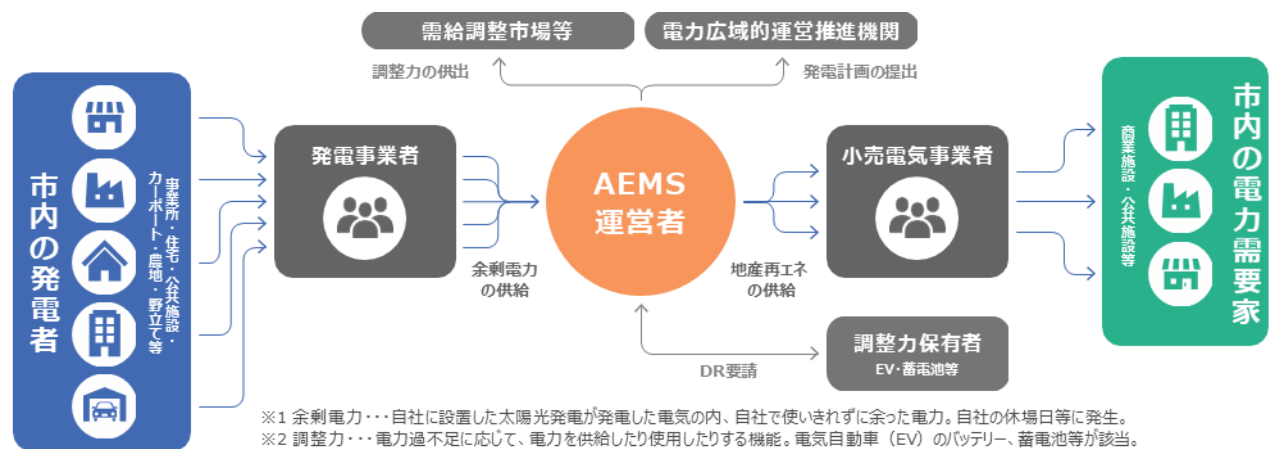 需給調整市場等
電力広域的運営推進機関
調整力の供出
発電計画の提出
市内の発電者
事業所・住宅・公共施設・
カーポート・農地・野立て等
発電事業者
余剰電力
の供給
AEMS
運営者
地産再エネ
の供給
小売電気事業者
商業施設・公共施設等
市内の電力需要家
DR要請
調整力保有者
EV・蓄電池等
※1 余剰電力・・・自社に設置した太陽光発電が発電した電気の内、自社で使いきれずに余った電力。自社の休場日等に発生。
※2 調整力・・・電力過不足に応じて、電力を供給したり使用したりする機能。電気自動車（EV）のバッテリー、蓄電池等が該当。